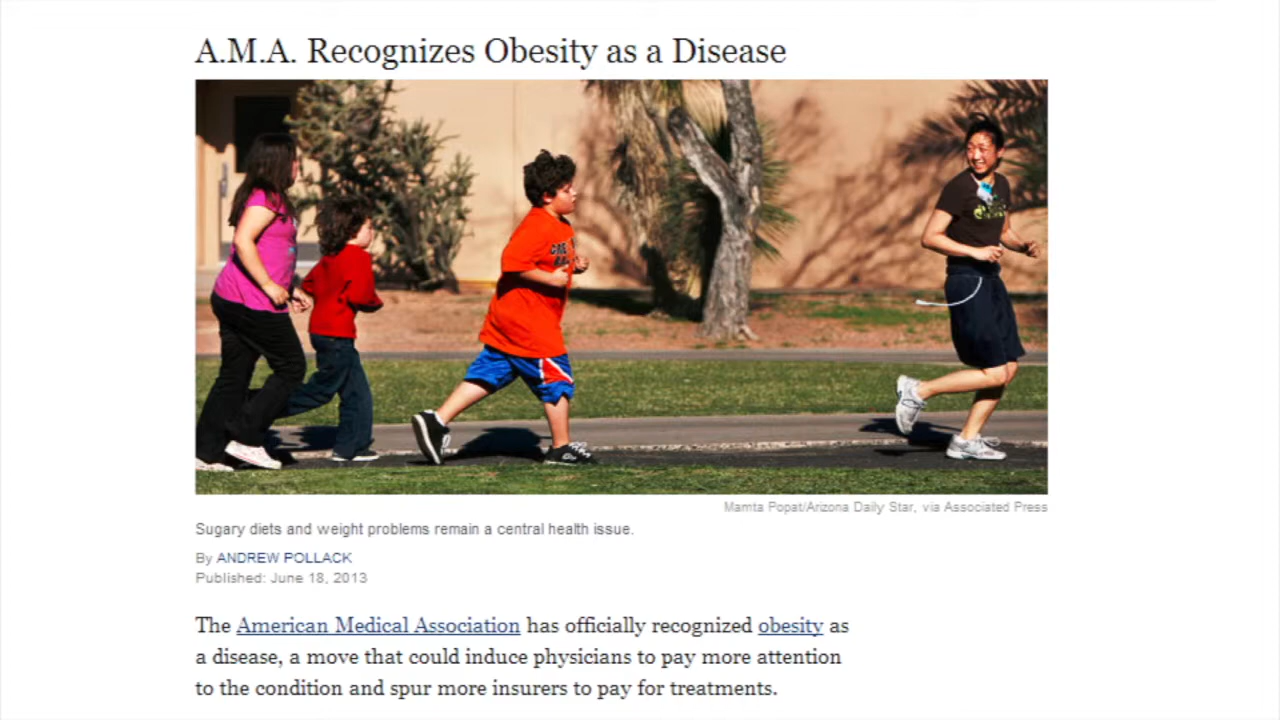 A.M.A. Recognizes Obesity as a Disease
Mamta Popat/Arizona Daily Star, via Associated Press
Sugary diets and weight problems remain a central health issue.
By ANDREW POLLACK
Published: June 18, 2013
The American Medical Association has officially recognized obesity as
a disease, a move that could induce physicians to pay more attention
to the condition and spur more insurers to pay for treatments.